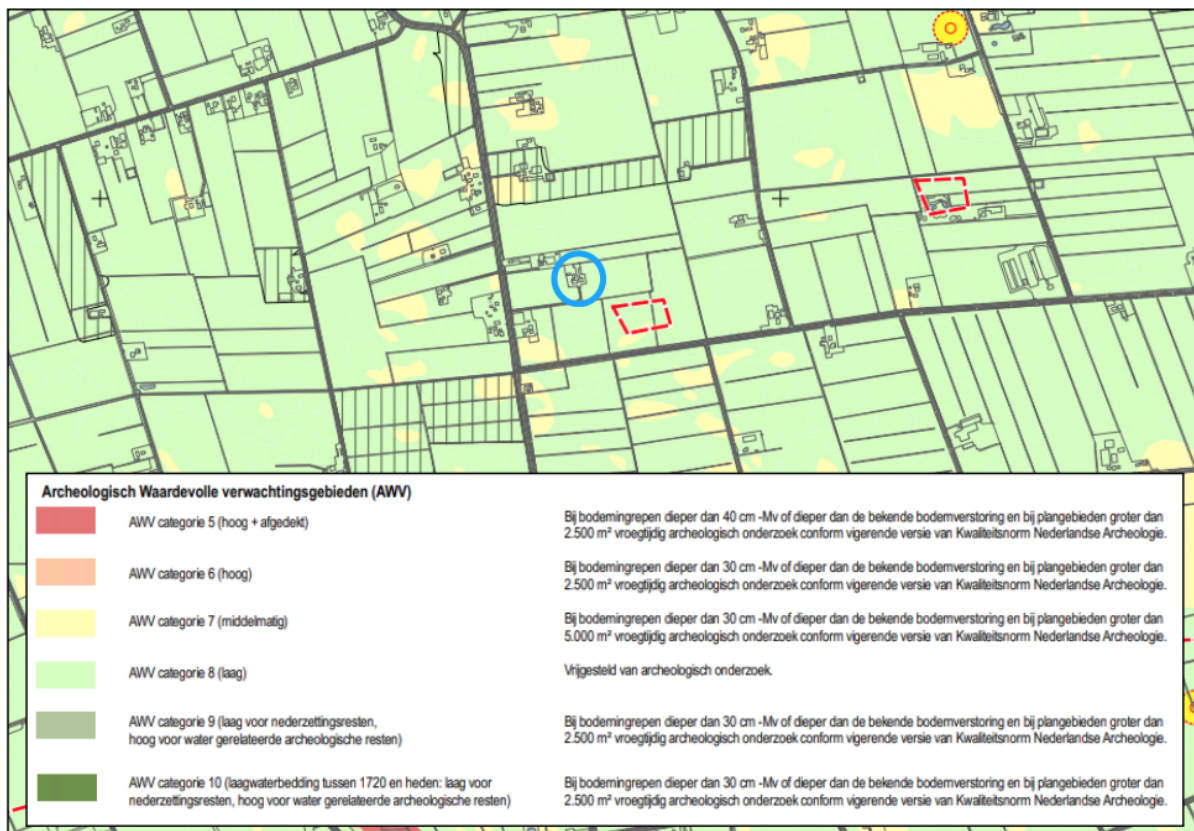 Archeologisch Waardevolle verwachtingsgebieden (AWV)
AWV categorie 5 (hoog + afgedekt)
Bij bodemingrepen dieper dan 40 cm -Mv of dieper dan de bekende bodemverstoring en bij plangebieden groter dan
2.500 m² vroegtijdig archeologisch onderzoek conform vigerende versie van Kwaliteitsnorm Nederlandse Archeologie.
AWV categorie 6 (hoog)
Bij bodemingrepen dieper dan 30 cm -Mv of dieper dan de bekende bodemverstoring en bij plangebieden groter dan
2.500 m² vroegtijdig archeologisch onderzoek conform vigerende versie van Kwaliteitsnorm Nederlandse Archeologie.
AWV categorie 7 (middelmatig)
Bij bodemingrepen dieper dan 30 cm -Mv of dieper dan de bekende bodemverstoring en bij plangebieden groter dan
5.000 m² vroegtijdig archeologisch onderzoek conform vigerende versie van Kwaliteitsnorm Nederlandse Archeologie.
AWV categorie 8 (laag)
Vrijgesteld van archeologisch onderzoek.
AWV categorie 9 (laag voor nederzettingsresten,
hoog voor water gerelateerde archeologische resten)
Bij bodemingrepen dieper dan 30 cm -Mv of dieper dan de bekende bodemverstoring en bij plangebieden groter dan
2.500 m² vroegtijdig archeologisch onderzoek conform vigerende versie van Kwaliteitsnorm Nederlandse Archeologie.
AWV categorie 10 (laagwaterbedding tussen 1720 en heden: laag voor
nederzettingsresten, hoog voor water gerelateerde archeologische resten)
Bij bodemingrepen dieper dan 30 cm -Mv of dieper dan de bekende bodemverstoring en bij plangebieden groter dan
2.500 m² vroegtijdig archeologisch onderzoek conform vigerende versie van Kwaliteitsnorm Nederlandse Archeologie.